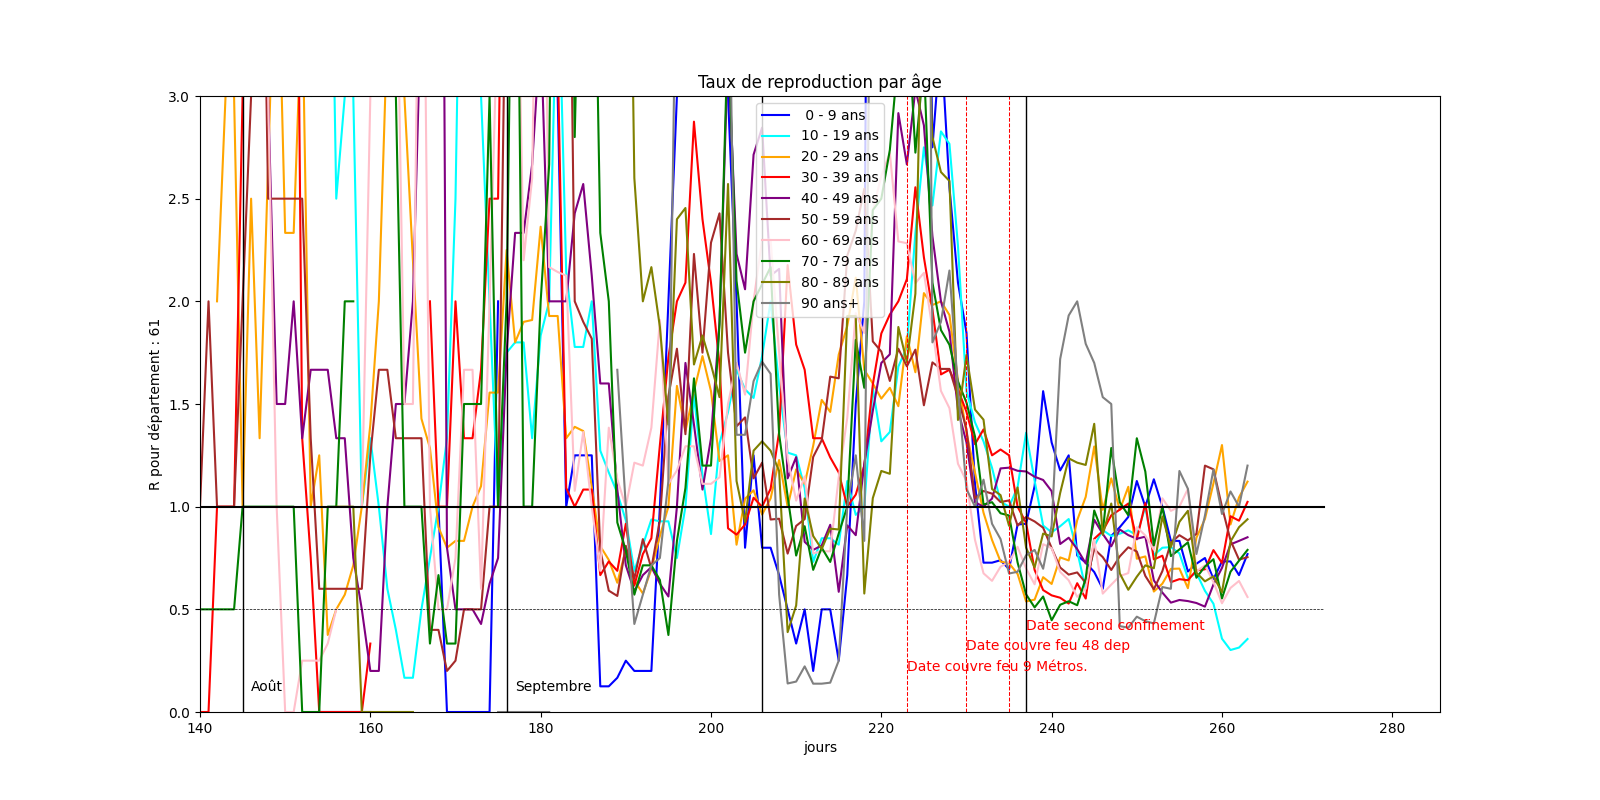 Taux de reproduction par âge
R pour département : 61
3.0
2.5
2.0
1.5
1.0
0.5
0.0
0 - 9 ans
10 - 19 ans
20 - 29 ans
30 - 39 ans
40 - 49 ans
50 - 59 ans
60 - 69 ans
70 - 79 ans
80 - 89 ans
90 ans+
Date second confinement
Date couvre feu 48 dep
Date couvre feu 9 Métros.
Août
Septembre
140 160 180 200 220 240 260 280
jours